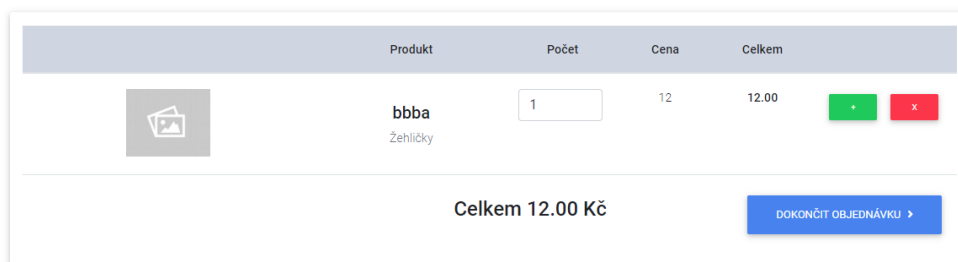 Produkt Počet Cena Celkem
bbba 1 12 12.00 + x
Žehličky
Celkem 12.00 Kč DOKONČIT OBJEDNÁVKU >